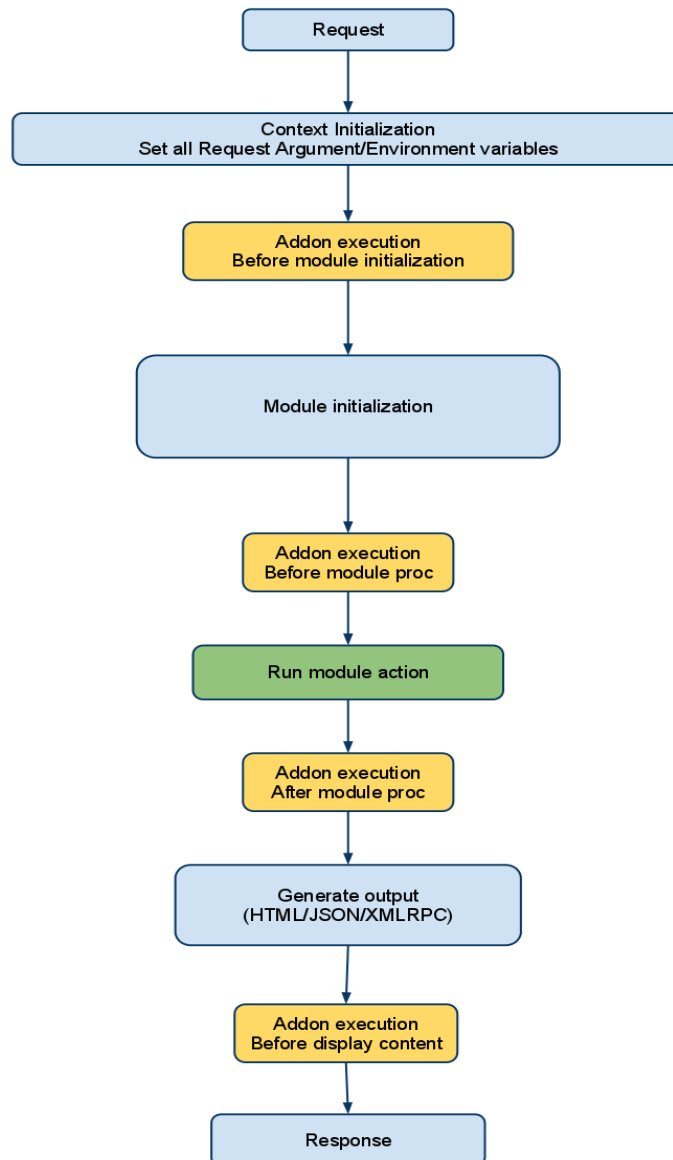 Request
Context Initialization
Set all Request Argument/Environment variables
Addon execution
Before module initialization
Module initialization
Addon execution
Before module proc
Run module action
Addon execution
After module proc
Generate output
(HTML/JSON/XMLRPC)
Addon execution
Before display content
Response